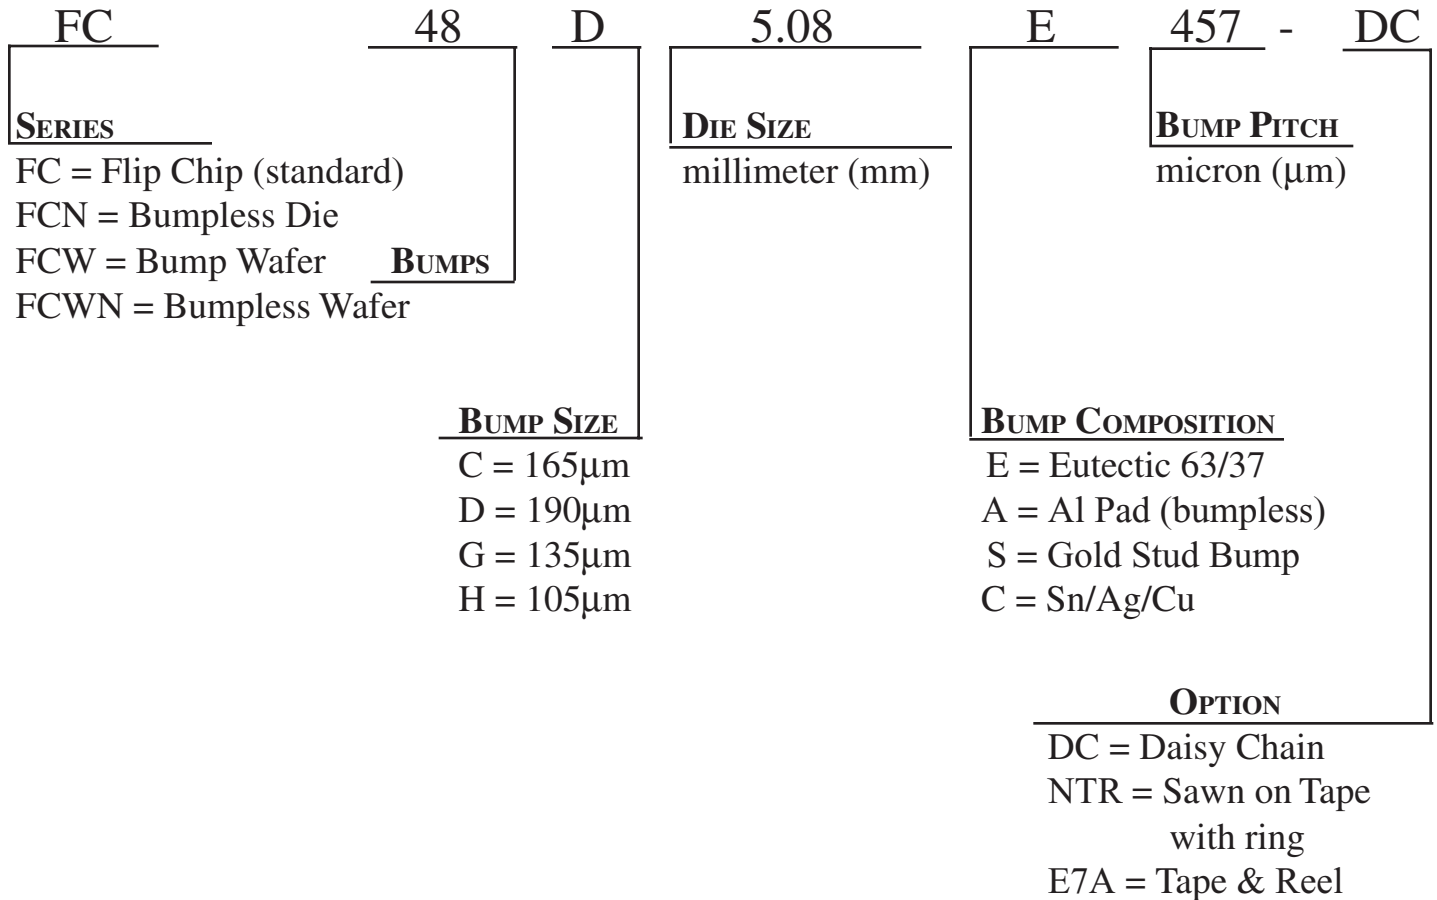 FC 48 D 5.08 E 457 - DC
SERIES
FC = Flip Chip (standard)
FCN = Bumpless Die
FCW = Bump Wafer
FCWN = Bumpless Wafer
BUMPS
DIE SIZE
millimeter (mm)
BUMP PITCH
micron (µm)
BUMP SIZE
C = 165µm
D = 190µm
G = 135µm
H = 105µm
BUMP COMPOSITION
E = Eutectic 63/37
A = Al Pad (bumpless)
S = Gold Stud Bump
C = Sn/Ag/Cu
OPTION
DC = Daisy Chain
NTR = Sawn on Tape
with ring
E7A = Tape & Reel